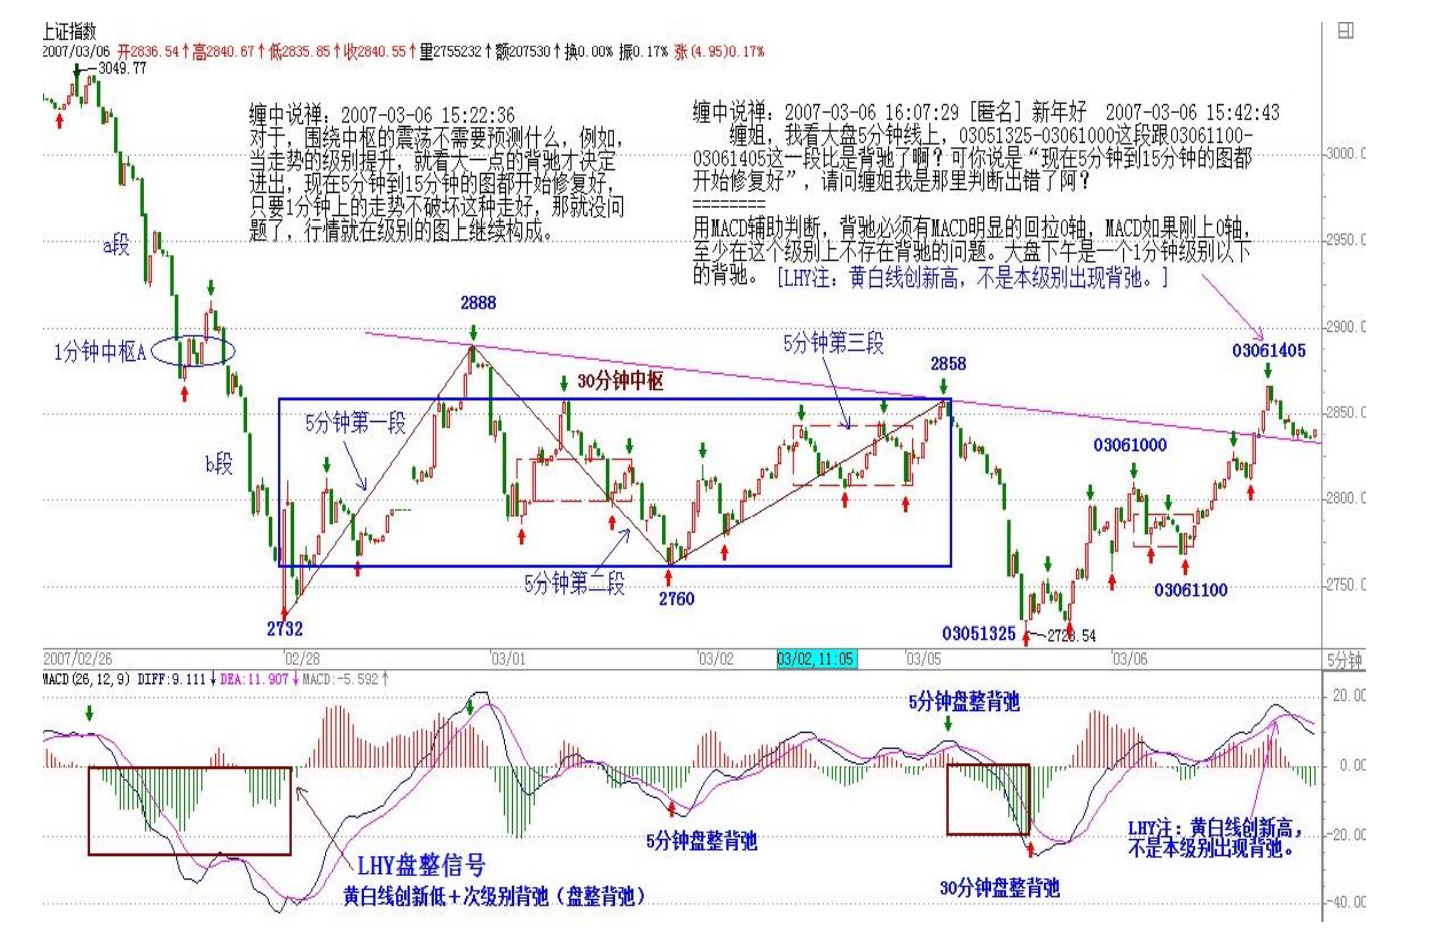 上证指数
2007/03/06 开2836.54↑高2840.67↑低2835.85↑收2840.55↑量2755232↑额207530↑换0.00% 振0.17% 涨(4.95)0.17%
3049.77
缠中说禅：2007-03-06 15:22:36
对于，围绕中枢的震荡不需要预测什么，例如，
当走势的级别提升，就看大一点的背驰才决定
进出，现在5分钟到15分钟的图都开始修复好，
只要1分钟上的走势不破坏这种走好，那就没问
题了，行情就在级别的图上继续构成。
缠中说禅：2007-03-06 16:07:29 [匿名] 新年好 2007-03-06 15:42:43
缠姐，我看大盘5分钟线上，03051325-03061000这段跟03061100-
03061405这一段比是背驰了啊？可你说是“现在5分钟到15分钟的图都
开始修复好”，请问缠姐我是那里判断出错了阿？
========
用MACD辅助判断，背驰必须有MACD明显的回拉0轴，MACD如果刚上0轴，
至少在这个级别上不存在背驰的问题。大盘下午是一个1分钟级别以下
的背驰。 [LHY注：黄白线创新高，不是本级别出现背弛。]
3000.0
2950.0
2900.0
2850.0
2800.0
2750.0
a段
1分钟中枢A
b段
2888
5分钟第一段
30分钟中枢
5分钟第三段
2858
03061405
03061000
5分钟第二段
2732
2760
03051325
2723.54
03061100
2007/02/26
02/28
03/01
03/02
03/02,11:05
03/05
03/06
5分钟
MACD(26,12,9) DIFF:9.111↓ DEA:11.907↓ MACD:-5.592↑
5分钟盘整背弛
20.00
0.00
-20.00
-40.00
5分钟盘整背弛
LHY注：黄白线创新高，
不是本级别出现背弛。
LHY盘整信号
黄白线创新低＋次级别背弛（盘整背弛）
30分钟盘整背弛